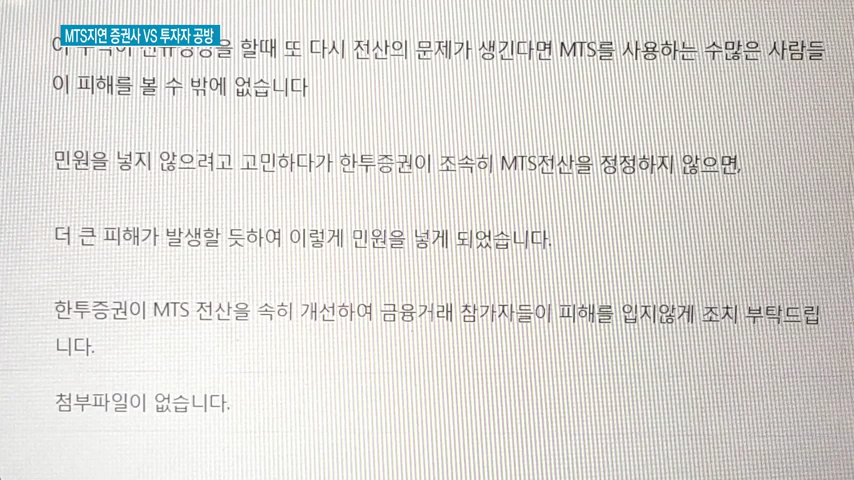 MTS지연 증권사 VS 투자자 공방
할때 또 다시 전산의 문제가 생긴다면 MTS를 사용하는 수많은 사람들
이 피해를 볼 수 밖에 없습니다
민원을 넣지 않으려고 고민하다가 한투증권이 조속히 MTS전산을 정정하지 않으면,
더 큰 피해가 발생할 듯하여 이렇게 민원을 넣게 되었습니다.
한투증권이 MTS 전산을 속히 개선하여 금융거래 참가자들이 피해를 입지않게 조치 부탁드립
니다.
첨부파일이 없습니다.